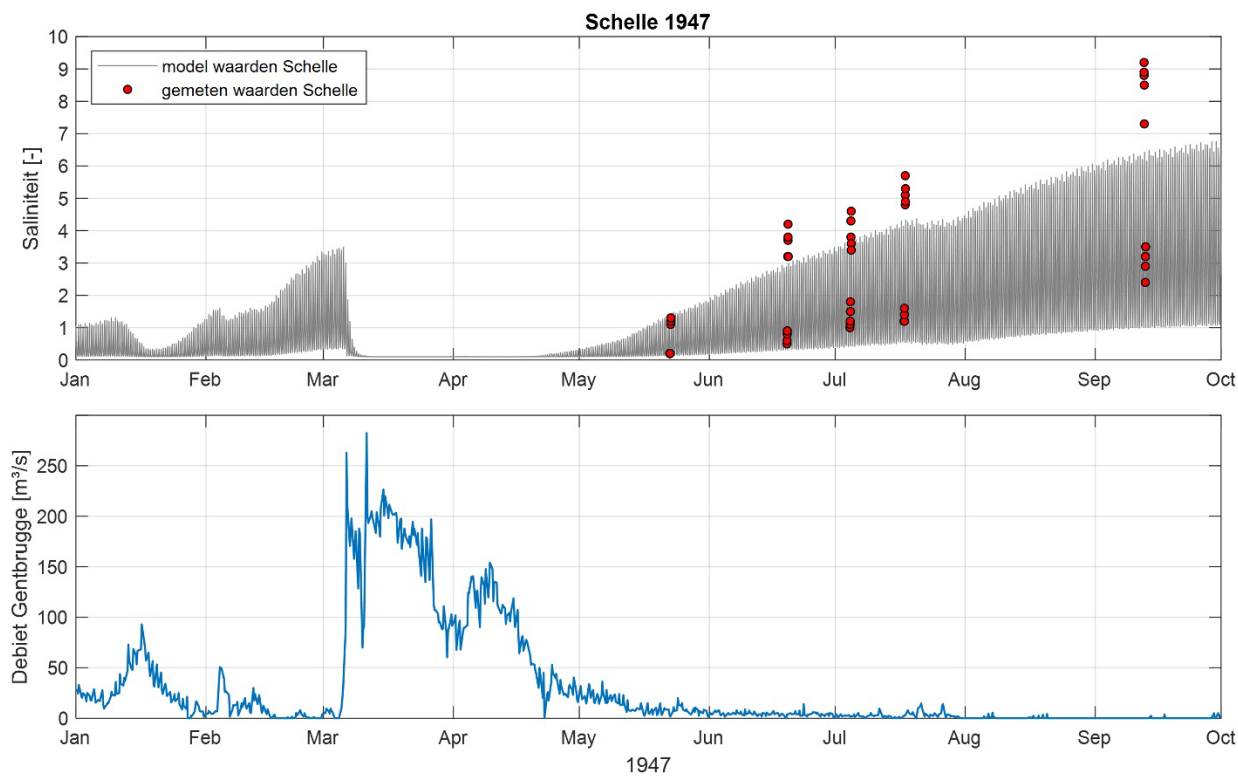 Schelle 1947
Saliniteit [-]
10
9
8
7
6
5
4
3
2
1
0
model waarden Schelle
gemeten waarden Schelle
Jan Feb Mar Apr May Jun Jul Aug Sep Oct
Debiet Gentbrugge [m³/s]
250
200
150
100
50
0
Jan Feb Mar Apr May Jun Jul Aug Sep Oct
1947